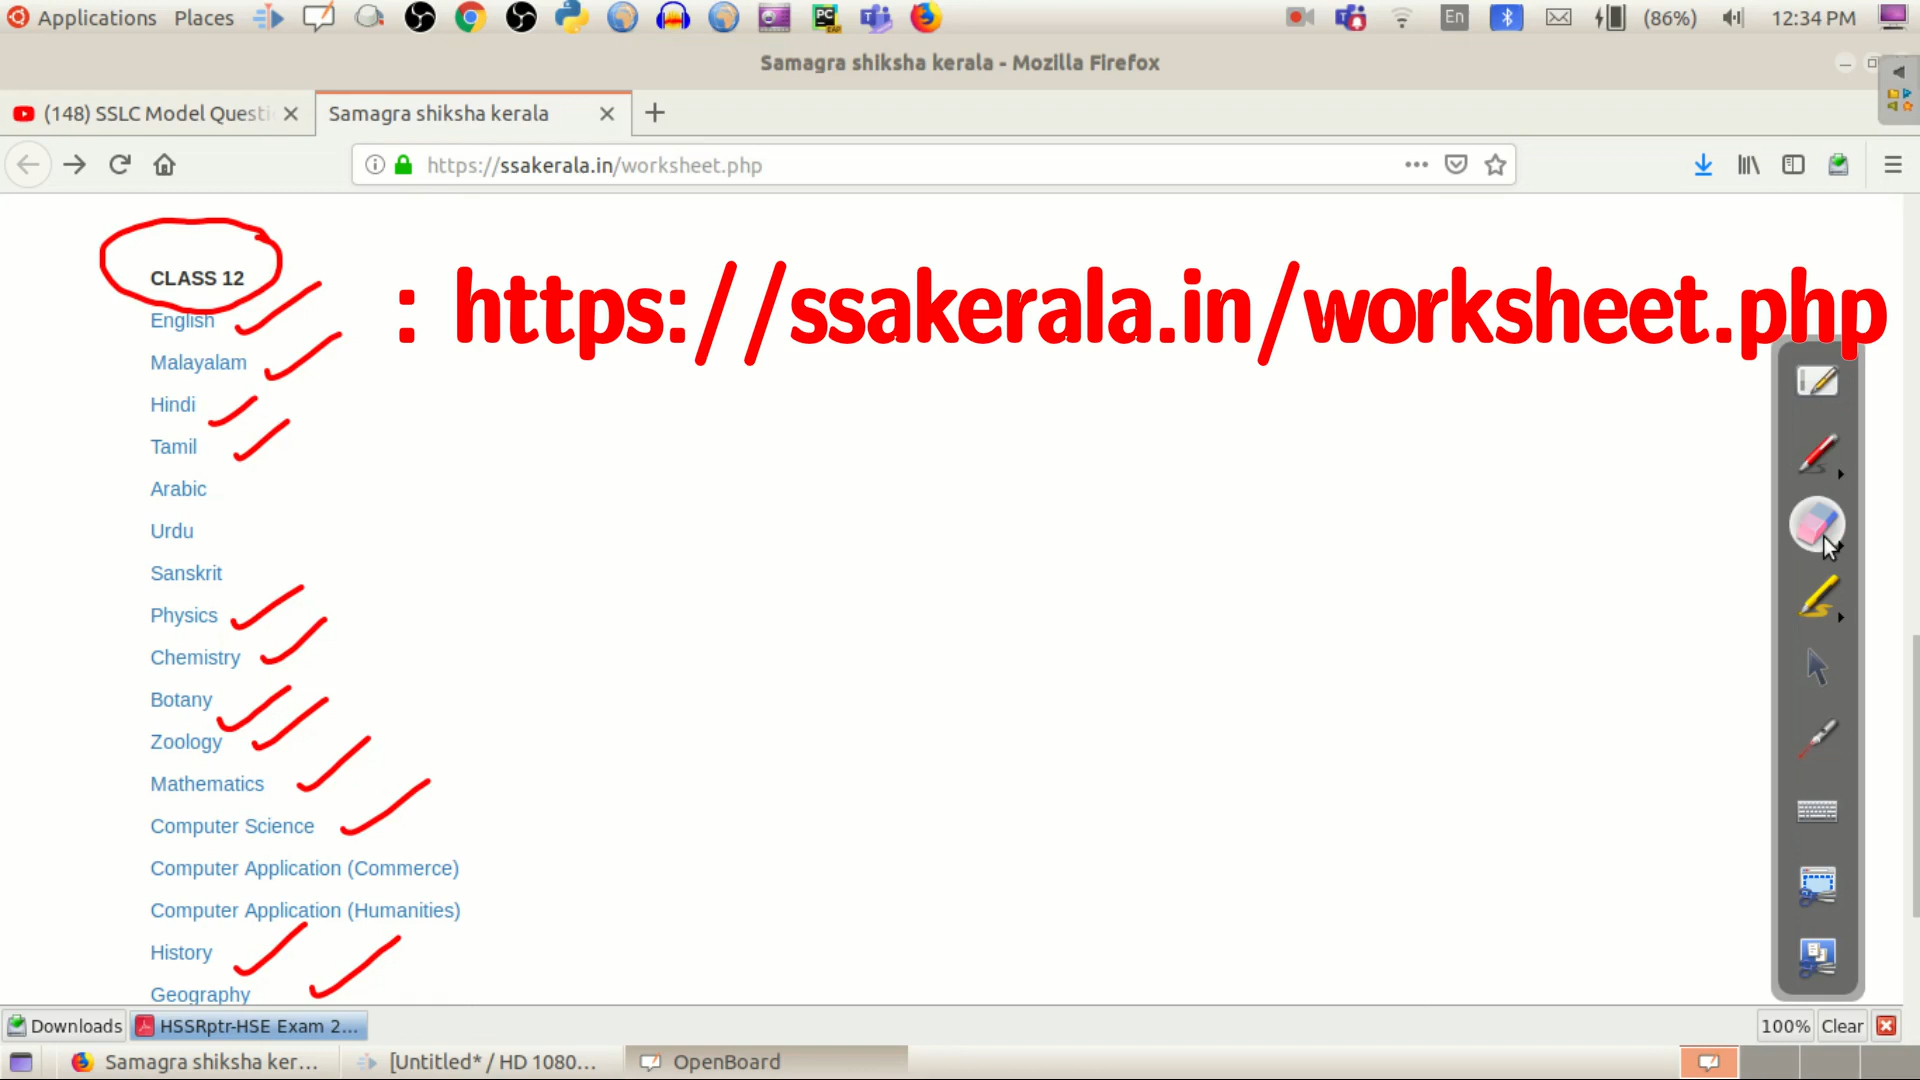 Applications Places En (86%) 12:34 PM
Samagra shiksha kerala - Mozilla Firefox
(148) SSLC Model Questi
Samagra shiksha kerala
https://ssakerala.in/worksheet.php
CLASS 12
: https://ssakerala.in/worksheet.php
English
Malayalam
Hindi
Tamil
Arabic
Urdu
Sanskrit
Physics
Chemistry
Botany
Zoology
Mathematics
Computer Science
Computer Application (Commerce)
Computer Application (Humanities)
History
Geography
Downloads HSSRptr-HSE Exam 2... 100% Clear
Samagra shiksha ker... [Untitled* / HD 1080... OpenBoard